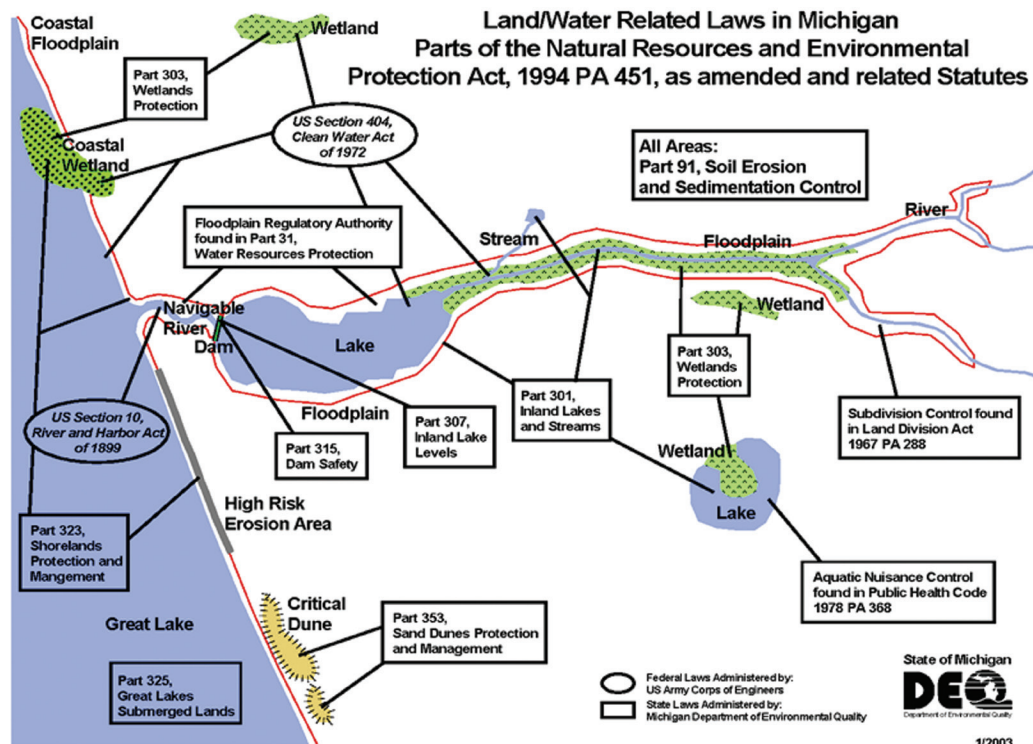 Land/Water Related Laws in Michigan
Parts of the Natural Resources and Environmental
Protection Act, 1994 PA 451, as amended and related Statutes
Coastal
Floodplain
Wetland
Part 303,
Wetlands
Protection
US Section 404,
Clean Water Act
of 1972
Coastal
Wetland
All Areas:
Part 91, Soil Erosion
and Sedimentation Control
River
Floodplain Regulatory Authority
found in Part 31,
Water Resources Protection
Stream
Floodplain
Navigable
River
Dam
Lake
Wetland
Floodplain
Part 303,
Wetlands
Protection
US Section 10,
River and Harbor Act
of 1899
Part 315,
Dam Safety
Part 307,
Inland Lake
Levels
Part 301,
Inland Lakes
and Streams
Subdivision Control found
in Land Division Act
1967 PA 288
Wetland
Lake
High Risk
Erosion Area
Part 323,
Shorelands
Protection and
Mangement
Aquatic Nuisance Control
found in Public Health Code
1978 PA 368
Great Lake
Critical
Dune
Part 353,
Sand Dunes Protection
and Management
Part 325,
Great Lakes
Submerged Lands
Federal Laws Administered by:
US Army Corps of Engineers
State Laws Administered by:
Michigan Department of Environmental Quality
State of Michigan
DEQ
Department of Environmental Quality
1/2003